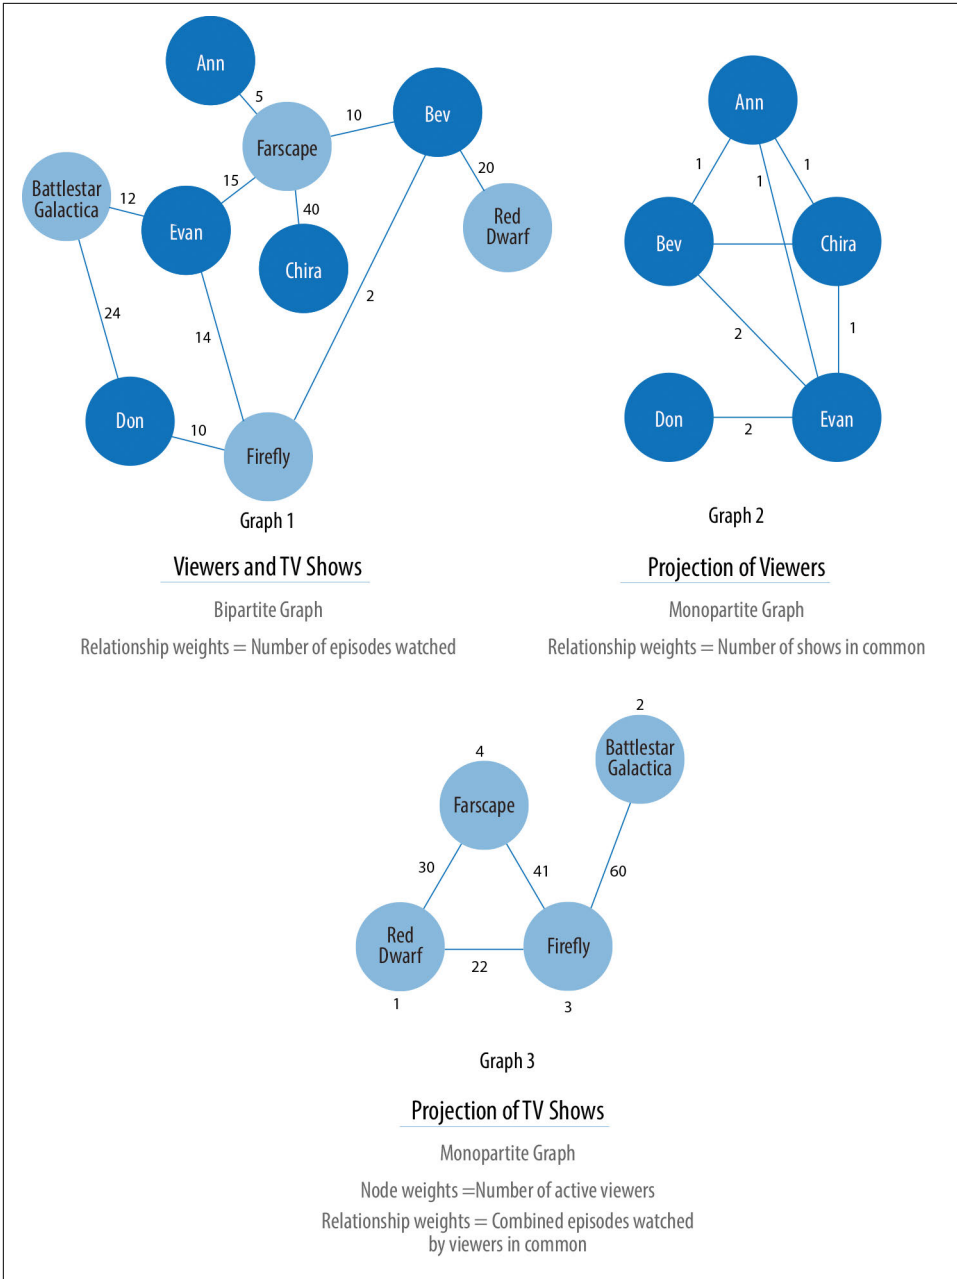 Ann
5
Farscape
10
Bev
Battlestar
Galactica
12
15
20
Evan
40
Red
Dwarf
Chira
24
14
2
Don
10
Firefly
Graph 1
Viewers and TV Shows
Bipartite Graph
Relationship weights = Number of episodes watched
Ann
1
1
1
Bev
Chira
2
1
Don
2
Evan
Graph 2
Projection of Viewers
Monopartite Graph
Relationship weights = Number of shows in common
2
Battlestar
Galactica
4
Farscape
30
41
60
Red
Dwarf
22
Firefly
1
3
Graph 3
Projection of TV Shows
Monopartite Graph
Node weights =Number of active viewers
Relationship weights = Combined episodes watched
by viewers in common